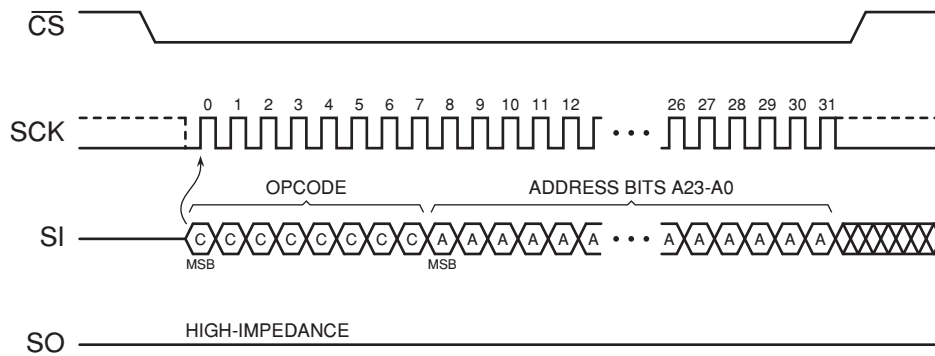 CS
0 1 2 3 4 5 6 7 8 9 10 11 12 26 27 28 29 30 31
SCK
OPCODE ADDRESS BITS A23-A0
SI C C C C C C C C A A A A A A A A A A A A
MSB MSB
HIGH-IMPEDANCE
SO